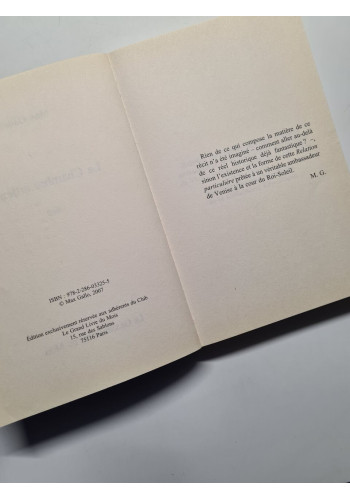 ISBN : 978-2-286-03325-5
© Max Gallo, 2007
Édition exclusivement réservée aux adhérents du Club
Le Grand Livre du Mois
15, rue des Sablons
75116 Paris
Rien de ce qui compose la matière de ce
récit n'a été imaginé – comment aller au-delà
de ce réel historique déjà fantastique ? –,
sinon l'existence et la forme de cette Relation
particulière prêtée à un véritable ambassadeur
de Venise à la cour du Roi-Soleil.
M. G.